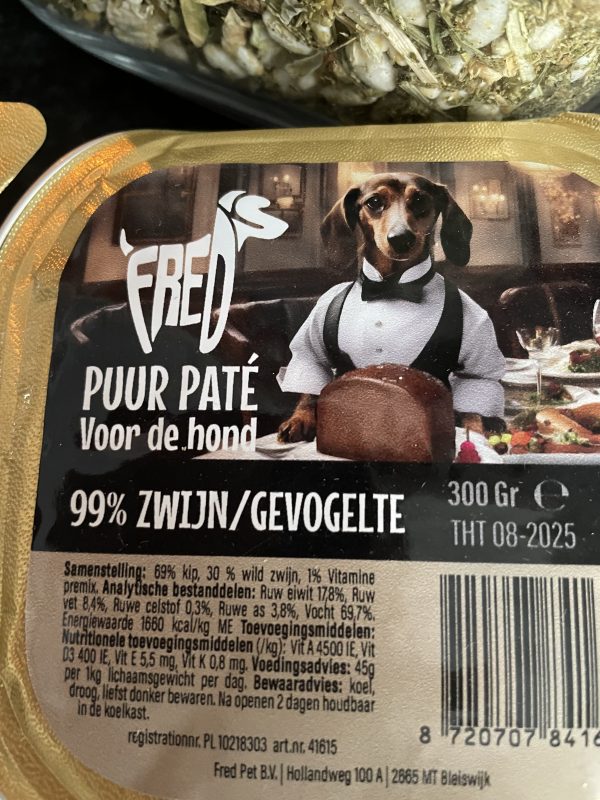 'FRED'S
PUUR PATÉ
Voor de hond
99% ZWIJN/GEVOGELTE
300 Gr ℮
THT 08-2025
Samenstelling: 69% kip, 30 % wild zwijn, 1% Vitamine
premix. Analytische bestanddelen: Ruw eiwit 17,8%, Ruw
vet 8,4%, Ruwe celstof 0,3%, Ruwe as 3,8%, Vocht 69,7%.
Energiewaarde 1660 kcal/kg ME Toevoegingsmiddelen:
Nutritionele toevoegingsmiddelen (/kg): Vit A 4500 IE, Vit
D3 400 IE, Vit E 5,5 mg, Vit K 0,8 mg. Voedingsadvies: 45g
per 1kg lichaamsgewicht per dag. Bewaaradvies: koel,
droog, liefst donker bewaren. Na openen 2 dagen houdbaar
in de koelkast.
registrationnr. PL 10218303 art.nr. 41615
8 720707 8416
Fred Pet B.V. | Hollandweg 100 A | 2665 MT Bleiswijk